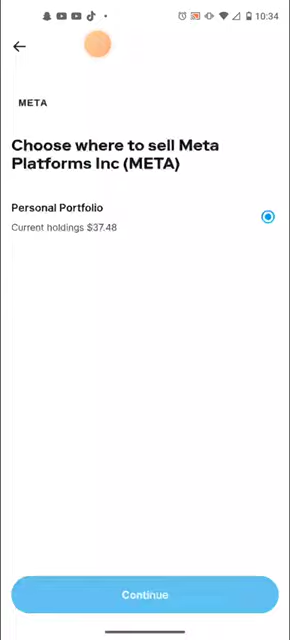 10:34
META
Choose where to sell Meta
Platforms Inc (META)
Personal Portfolio
Current holdings $37.48
Continue